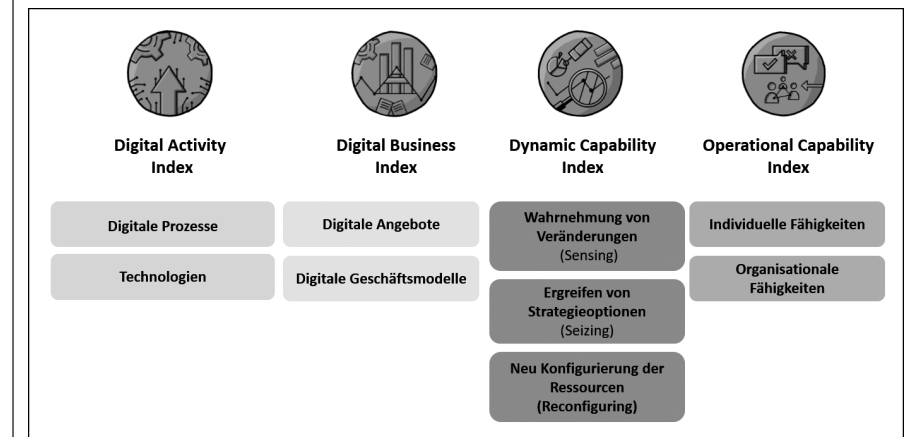 Digital Activity
Index
Digital Business
Index
Dynamic Capability
Index
Operational Capability
Index
Digitale Prozesse
Technologien
Digitale Angebote
Digitale Geschäftsmodelle
Wahrnehmung von
Veränderungen
(Sensing)
Ergreifen von
Strategieoptionen
(Seizing)
Neu Konfigurierung der
Ressourcen
(Reconfiguring)
Individuelle Fähigkeiten
Organisationale
Fähigkeiten